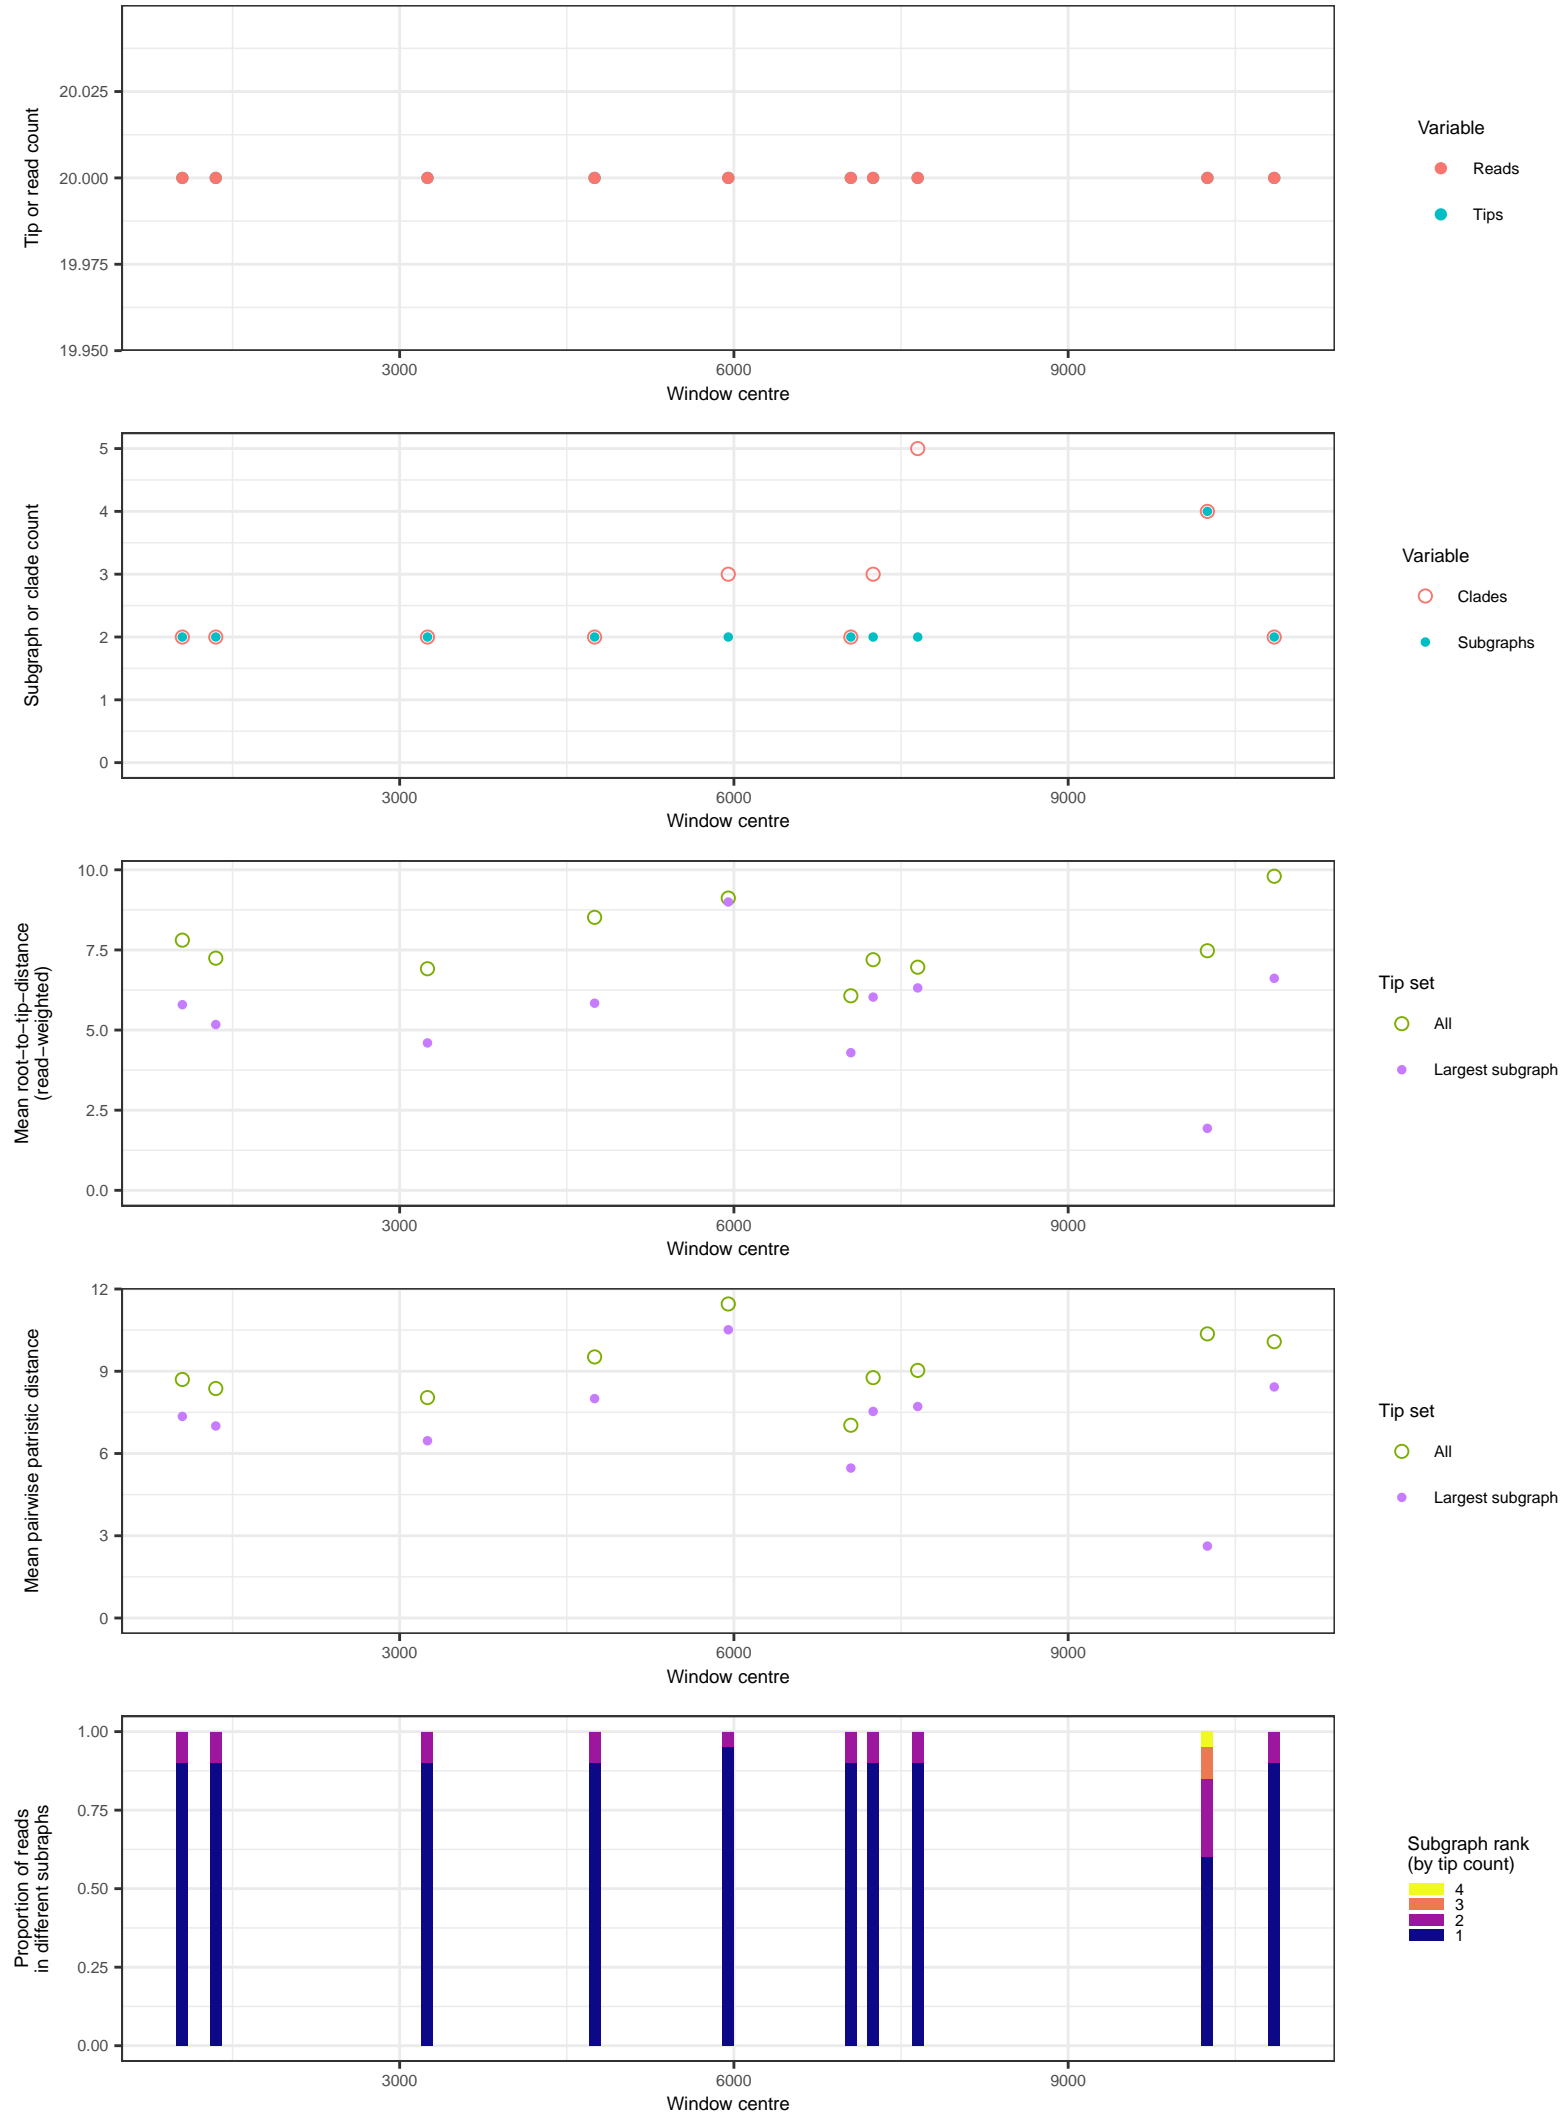 Tip or read count
20.025
20.000
19.975
19.950
3000
6000
9000
Window centre
Variable
Reads
Tips
Subgraph or clade count
5
4
3
2
1
0
3000
6000
9000
Window centre
Variable
Clades
Subgraphs
Mean root−to−tip−distance
(read−weighted)
10.0
7.5
5.0
2.5
0.0
3000
6000
9000
Window centre
Tip set
All
Largest subgraph
Mean pairwise patristic distance
12
9
6
3
0
3000
6000
9000
Window centre
Tip set
All
Largest subgraph
Proportion of reads
in different subraphs
1.00
0.75
0.50
0.25
0.00
3000
6000
9000
Window centre
Subgraph rank
(by tip count)
4
3
2
1